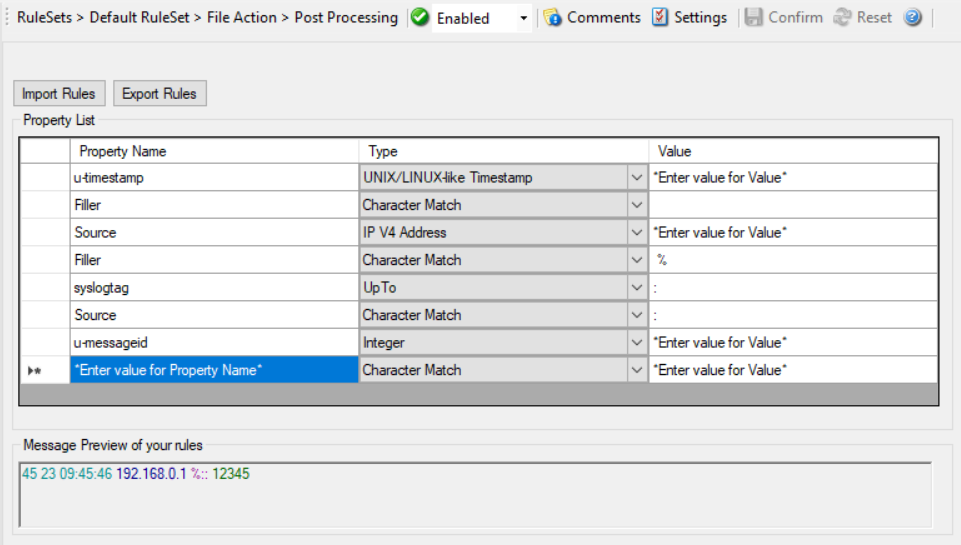 RuleSets > Default RuleSet > File Action > Post Processing Enabled Comments Settings Confirm Reset
Import Rules Export Rules
Property List
Property Name Type Value
u-timestamp UNIX/LINUX-like Timestamp *Enter value for Value*
Filler Character Match
Source IP V4 Address *Enter value for Value*
Filler Character Match %
syslogtag UpTo :
Source Character Match :
u-messageid Integer *Enter value for Value*
*Enter value for Property Name* Character Match *Enter value for Value*
Message Preview of your rules
45 23 09:45:46 192.168.0.1 %:: 12345